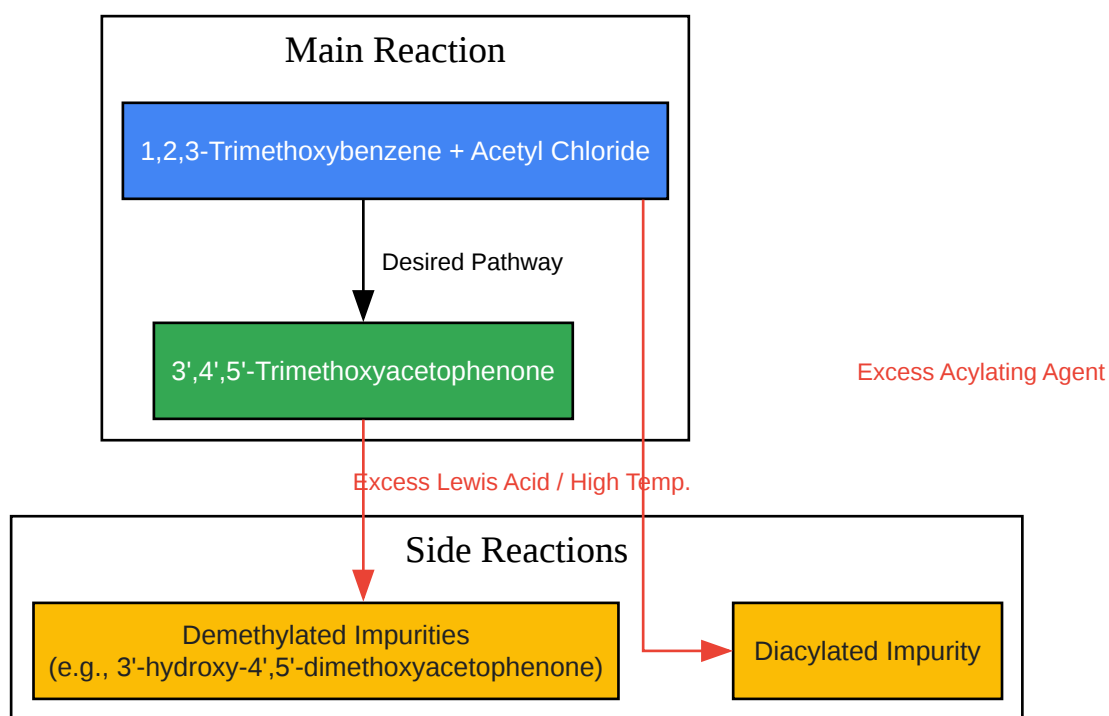 Main Reaction
1,2,3-Trimethoxybenzene + Acetyl Chloride
Desired Pathway
3',4',5'-Trimethoxyacetophenone
Excess Acylating Agent
Excess Lewis Acid / High Temp.
Side Reactions
Demethylated Impurities
(e.g., 3'-hydroxy-4',5'-dimethoxyacetophenone)
Diacylated Impurity